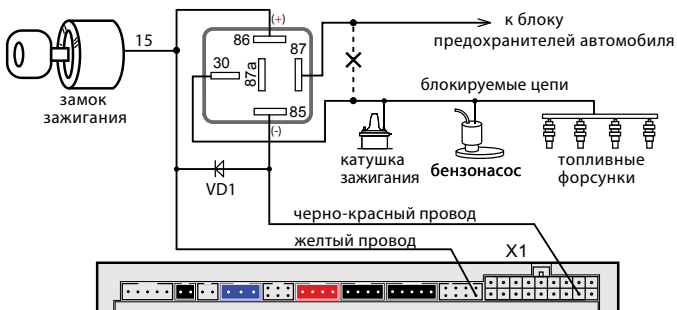 15
замок
зажигания
86
(+)
87
30
87a
85
(-)
VD1
к блоку
предохранителей автомобиля
блокируемые цепи
катушка
зажигания
бензонасос
топливные
форсунки
черно-красный провод
желтый провод
X1